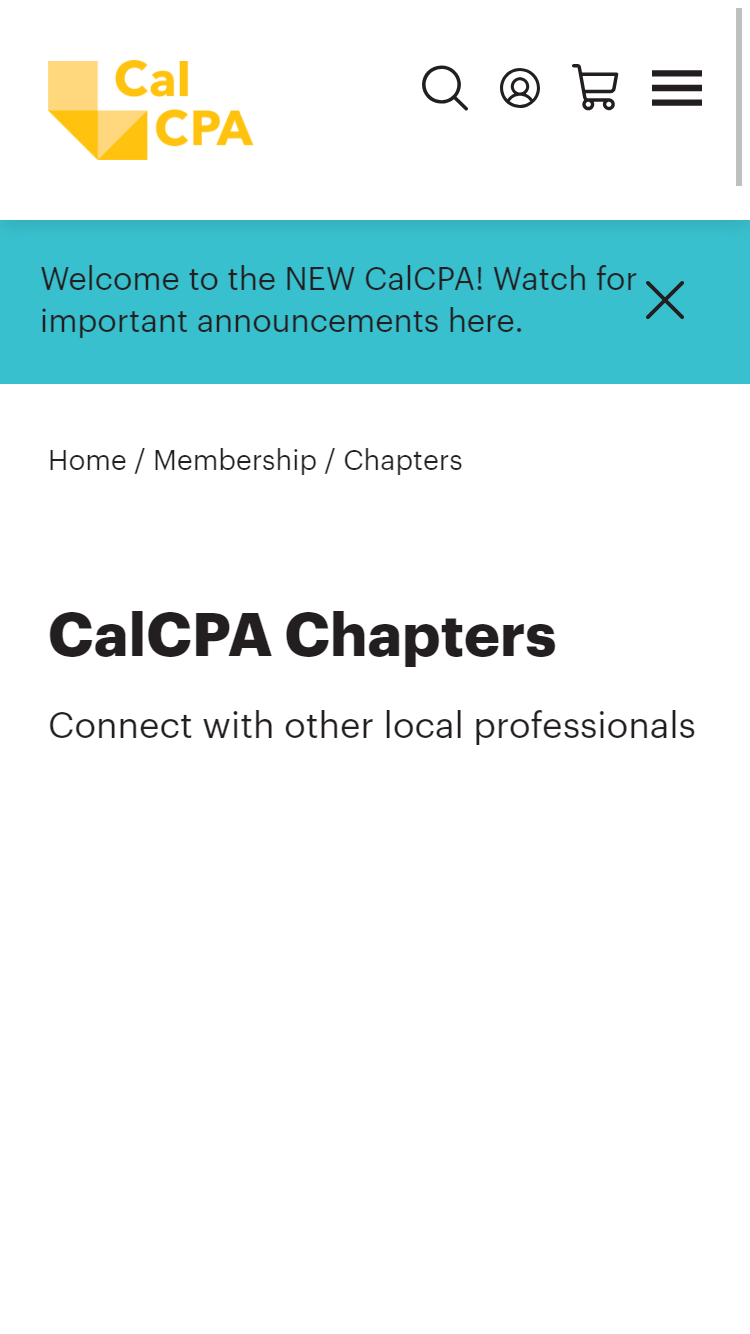 Cal
CPA
Welcome to the NEW CalCPA! Watch for
important announcements here.
Home / Membership / Chapters
CalCPA Chapters
Connect with other local professionals